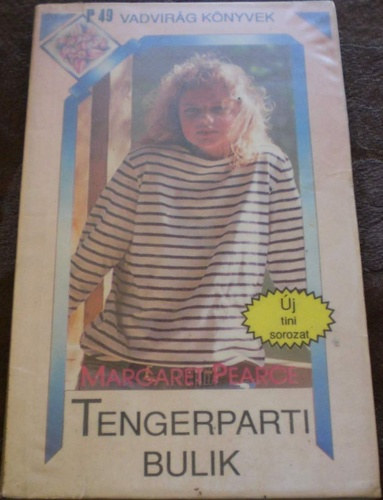 P 49 VADVIRÁG KÖNYVEK
Új
tini
sorozat
MARGARET PEARCE
TENGERPARTI
BULIK